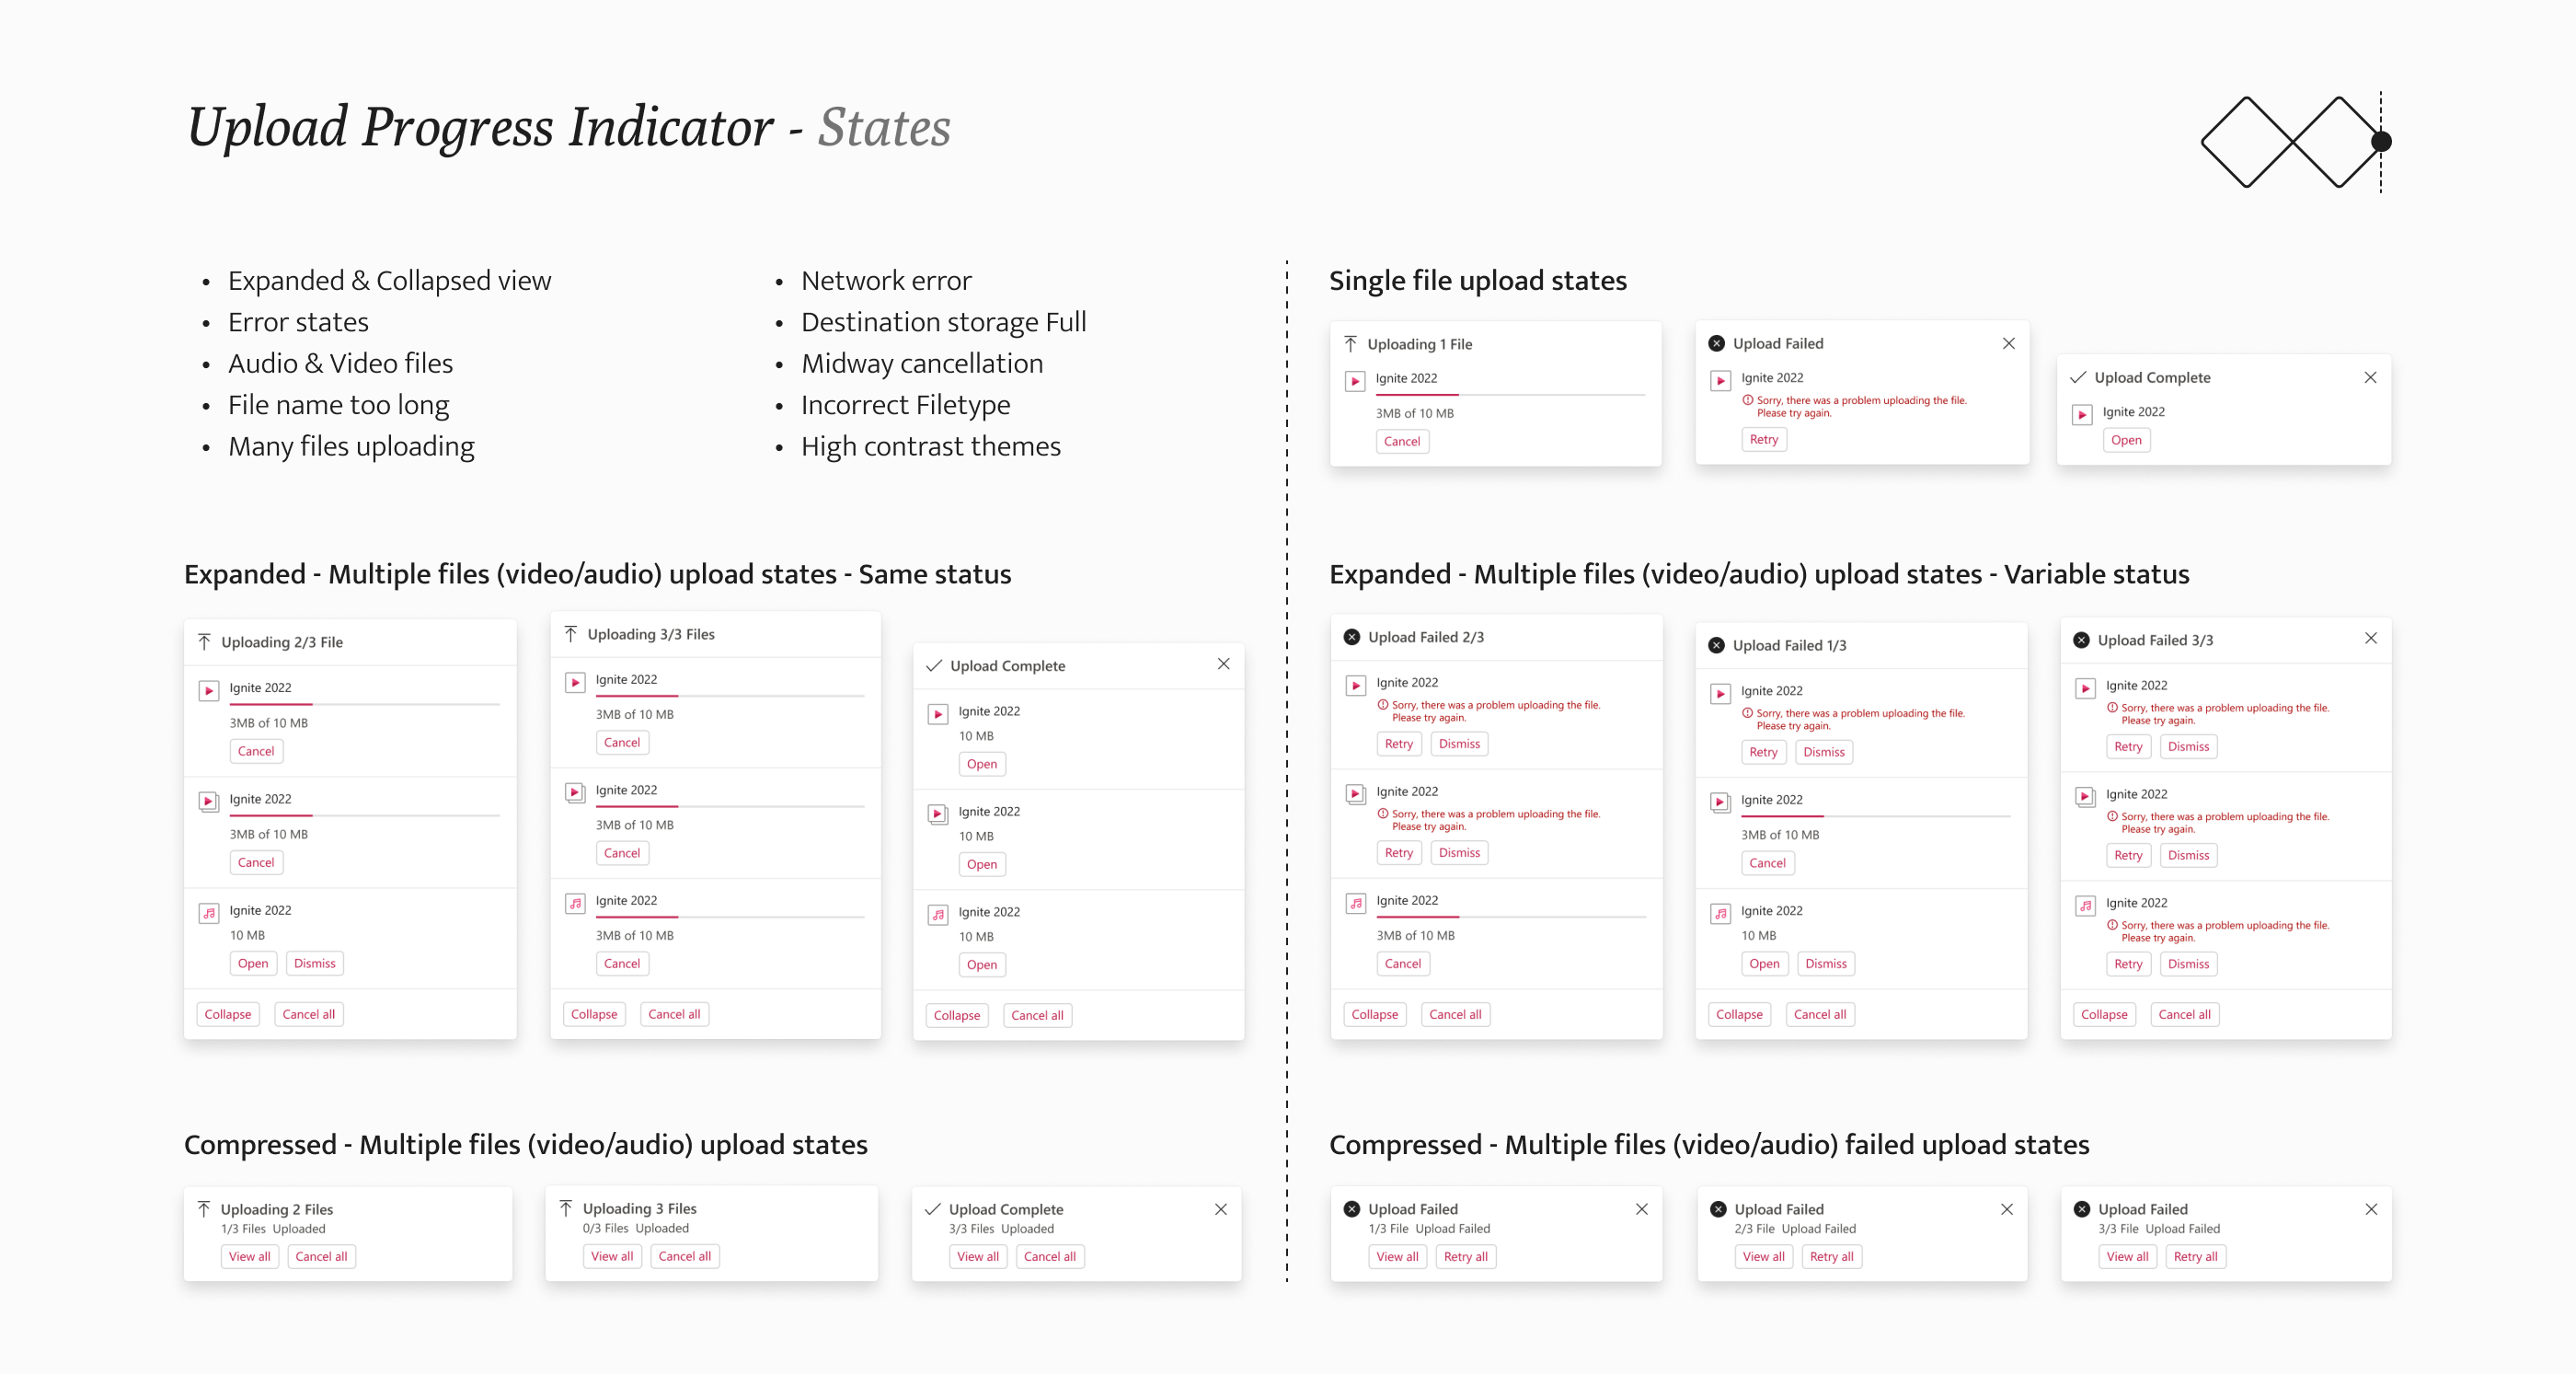 Upload Progress Indicator - States
• Expanded & Collapsed view
• Error states
• Audio & Video files
• File name too long
• Many files uploading
• Network error
• Destination storage Full
• Midway cancellation
• Incorrect Filetype
• High contrast themes
Single file upload states
Uploading 1 File
Ignite 2022
3MB of 10 MB
Cancel
Upload Failed
Ignite 2022
Sorry, there was a problem uploading the file.
Please try again.
Retry
Upload Complete
Ignite 2022
Open
Expanded - Multiple files (video/audio) upload states - Same status
Uploading 2/3 File
Ignite 2022
3MB of 10 MB
Cancel
Ignite 2022
3MB of 10 MB
Cancel
Ignite 2022
10 MB
Open Dismiss
Collapse Cancel all
Uploading 3/3 Files
Ignite 2022
3MB of 10 MB
Cancel
Ignite 2022
3MB of 10 MB
Cancel
Ignite 2022
3MB of 10 MB
Cancel
Collapse Cancel all
Upload Complete
Ignite 2022
10 MB
Open
Ignite 2022
10 MB
Open
Ignite 2022
10 MB
Open
Collapse Cancel all
Expanded - Multiple files (video/audio) upload states - Variable status
Upload Failed 2/3
Ignite 2022
Sorry, there was a problem uploading the file.
Please try again.
Retry Dismiss
Ignite 2022
Sorry, there was a problem uploading the file.
Please try again.
Retry Dismiss
Ignite 2022
3MB of 10 MB
Cancel
Collapse Cancel all
Upload Failed 1/3
Ignite 2022
Sorry, there was a problem uploading the file.
Please try again.
Retry Dismiss
Ignite 2022
3MB of 10 MB
Cancel
Ignite 2022
10 MB
Open Dismiss
Collapse Cancel all
Upload Failed 3/3
Ignite 2022
Sorry, there was a problem uploading the file.
Please try again.
Retry Dismiss
Ignite 2022
Sorry, there was a problem uploading the file.
Please try again.
Retry Dismiss
Ignite 2022
Sorry, there was a problem uploading the file.
Please try again.
Retry Dismiss
Collapse Cancel all
Compressed - Multiple files (video/audio) upload states
Uploading 2 Files
1/3 Files Uploaded
View all Cancel all
Uploading 3 Files
0/3 Files Uploaded
View all Cancel all
Upload Complete
3/3 Files Uploaded
View all Cancel all
Compressed - Multiple files (video/audio) failed upload states
Upload Failed
1/3 File Upload Failed
View all Retry all
Upload Failed
2/3 File Upload Failed
View all Retry all
Upload Failed
3/3 File Upload Failed
View all Retry all